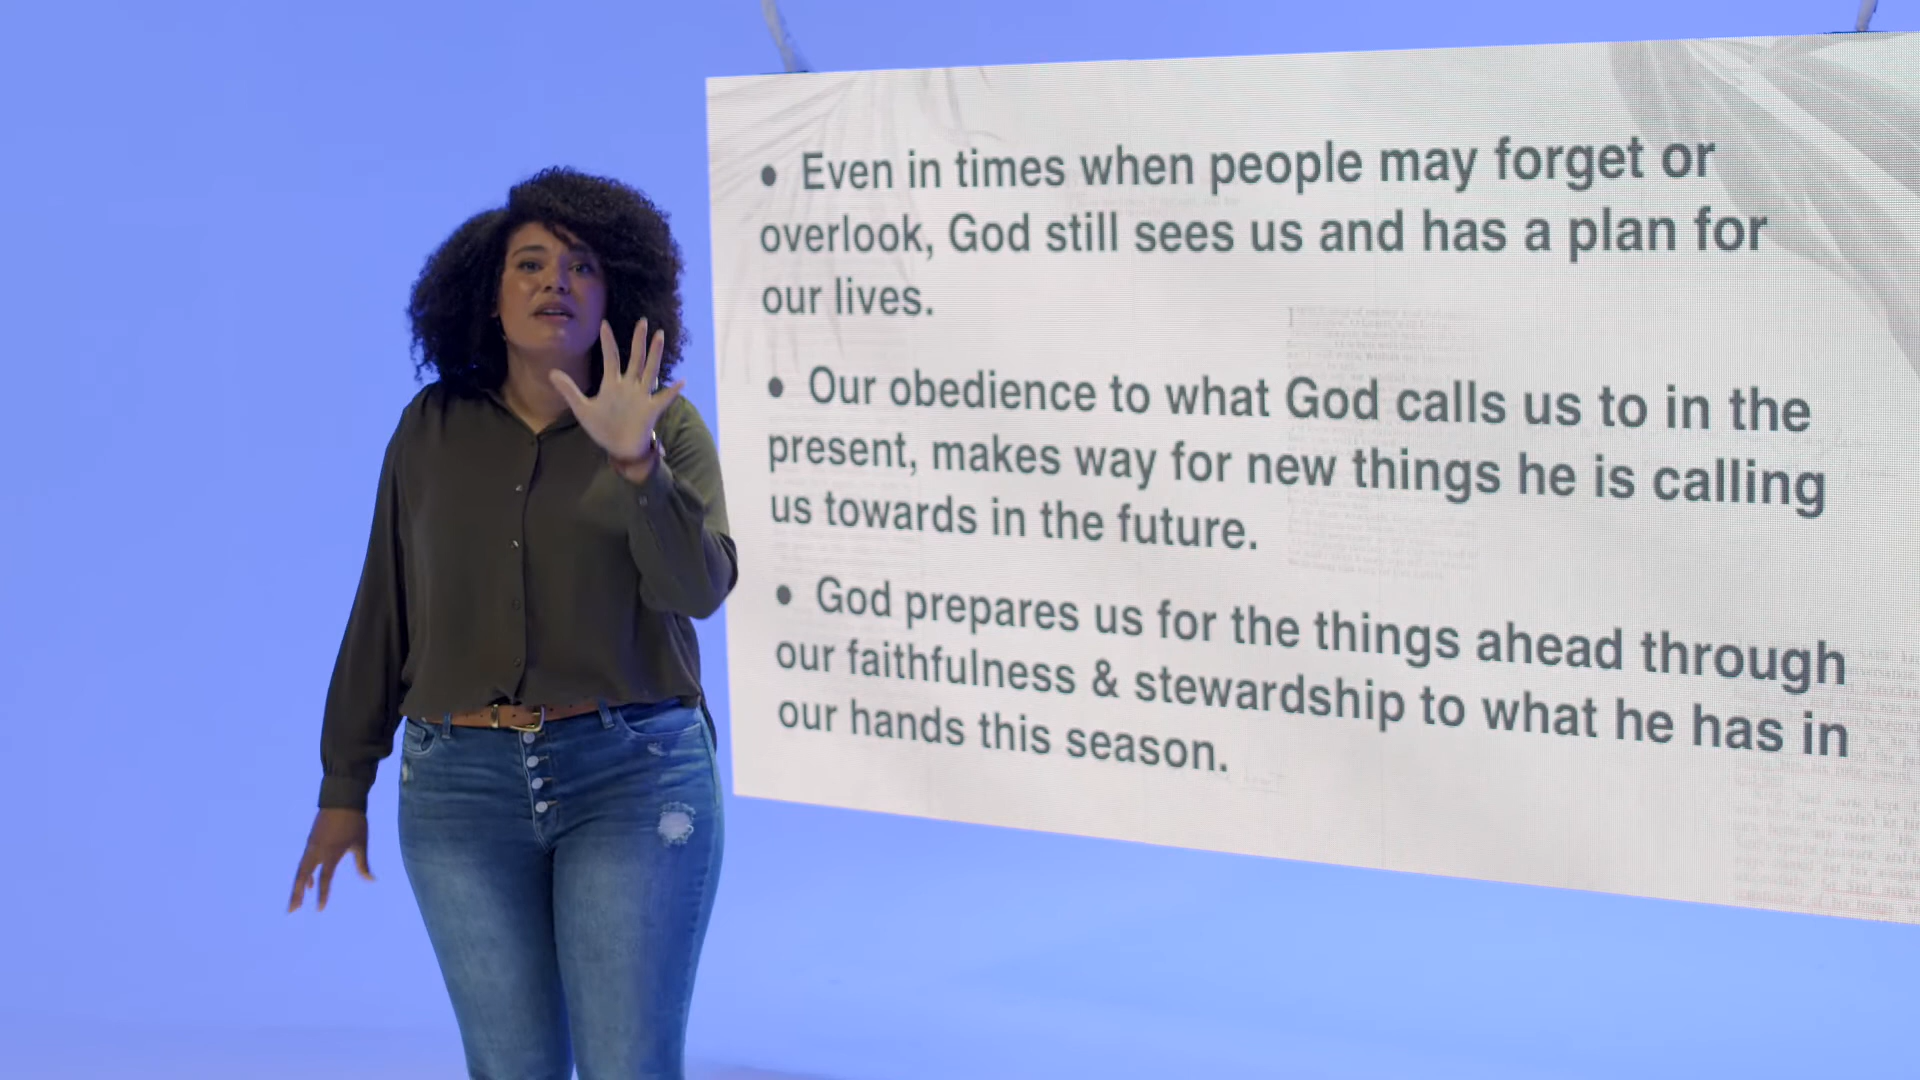 • Even in times when people may forget or
overlook, God still sees us and has a plan for
our lives.
• Our obedience to what God calls us to in the
present, makes way for new things he is calling
us towards in the future.
• God prepares us for the things ahead through
our faithfulness & stewardship to what he has in
our hands this season.